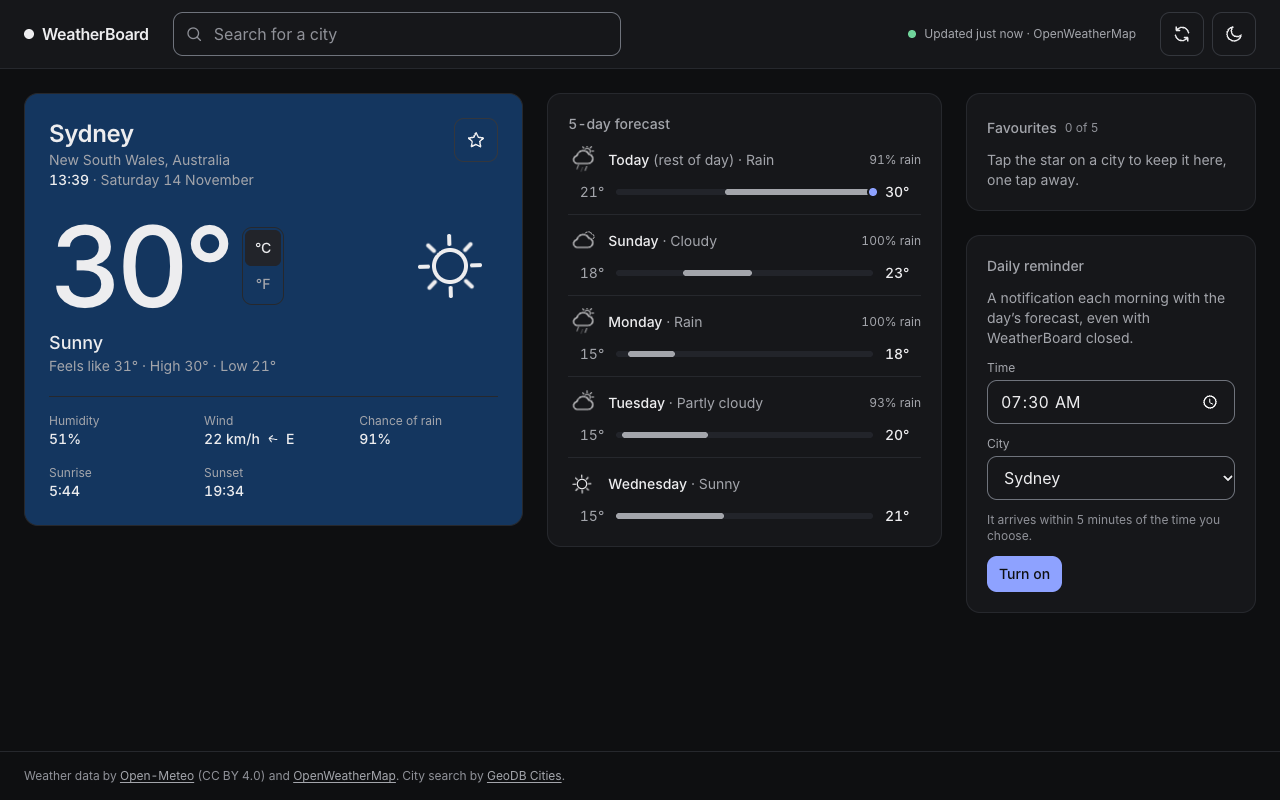 WeatherBoard
Search for a city
Updated just now · OpenWeatherMap
Sydney
New South Wales, Australia
13:39 · Saturday 14 November
30°
°C
°F
Sunny
Feels like 31° · High 30° · Low 21°
Humidity
51%
Wind
22 km/h ← E
Chance of rain
91%
Sunrise
5:44
Sunset
19:34
5-day forecast
Today (rest of day) · Rain 91% rain
21° 30°
Sunday · Cloudy 100% rain
18° 23°
Monday · Rain 100% rain
15° 18°
Tuesday · Partly cloudy 93% rain
15° 20°
Wednesday · Sunny
15° 21°
Favourites 0 of 5
Tap the star on a city to keep it here,
one tap away.
Daily reminder
A notification each morning with the
day’s forecast, even with
WeatherBoard closed.
Time
07:30 AM
City
Sydney
It arrives within 5 minutes of the time you
choose.
Turn on
Weather data by Open-Meteo (CC BY 4.0) and OpenWeatherMap. City search by GeoDB Cities.